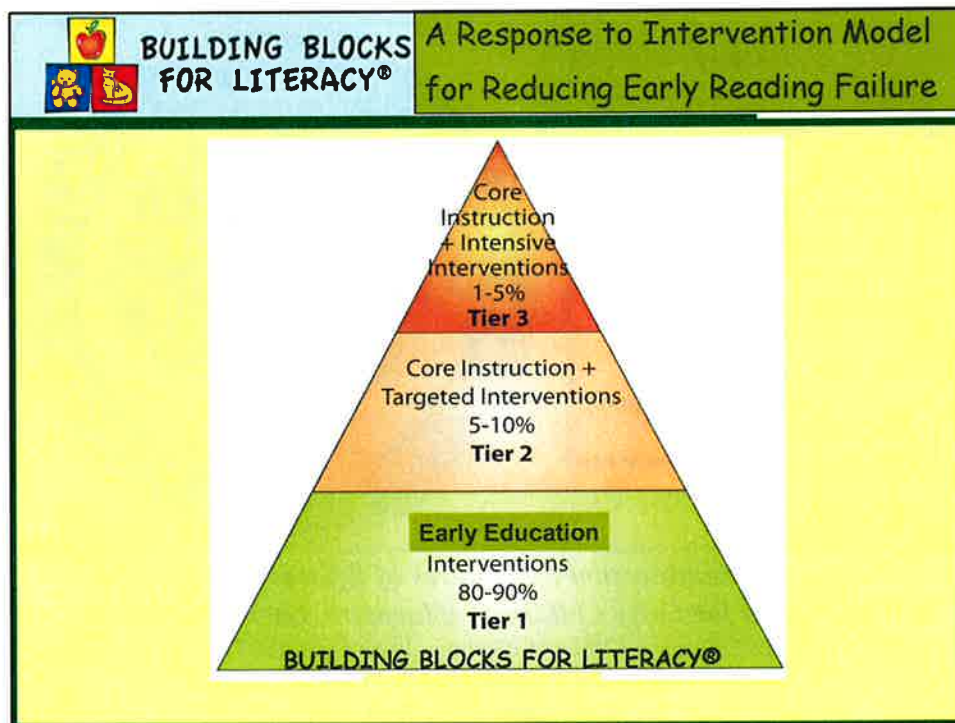 BUILDING BLOCKS
FOR LITERACY®
A Response to Intervention Model
for Reducing Early Reading Failure
Core
Instruction
+ Intensive
Interventions
1-5%
Tier 3
Core Instruction +
Targeted Interventions
5-10%
Tier 2
Early Education
Interventions
80-90%
Tier 1
BUILDING BLOCKS FOR LITERACY®